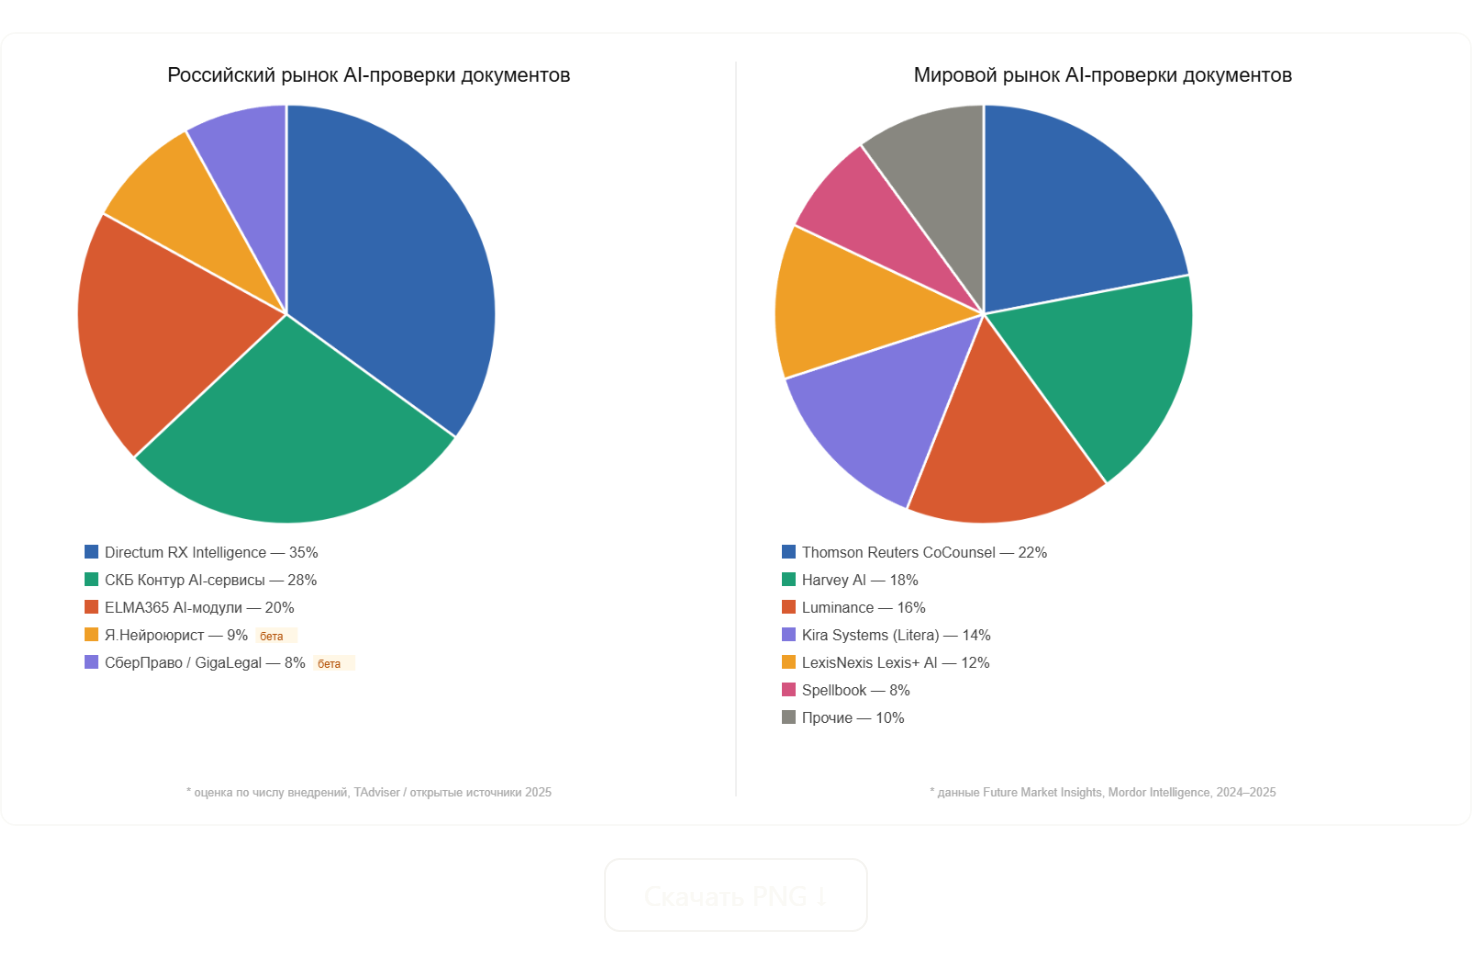 Российский рынок AI-проверки документов
Directum RX Intelligence — 35%
СКБ Контур AI-сервисы — 28%
ELMA365 AI-модули — 20%
Я.Нейроюрист — 9% бета
СберПраво / GigaLegal — 8% бета
* оценка по числу внедрений, TAdviser / открытые источники 2025
Мировой рынок AI-проверки документов
Thomson Reuters CoCounsel — 22%
Harvey AI — 18%
Luminance — 16%
Kira Systems (Litera) — 14%
LexisNexis Lexis+ AI — 12%
Spellbook — 8%
Прочие — 10%
* данные Future Market Insights, Mordor Intelligence, 2024–2025
Скачать PNG ↓